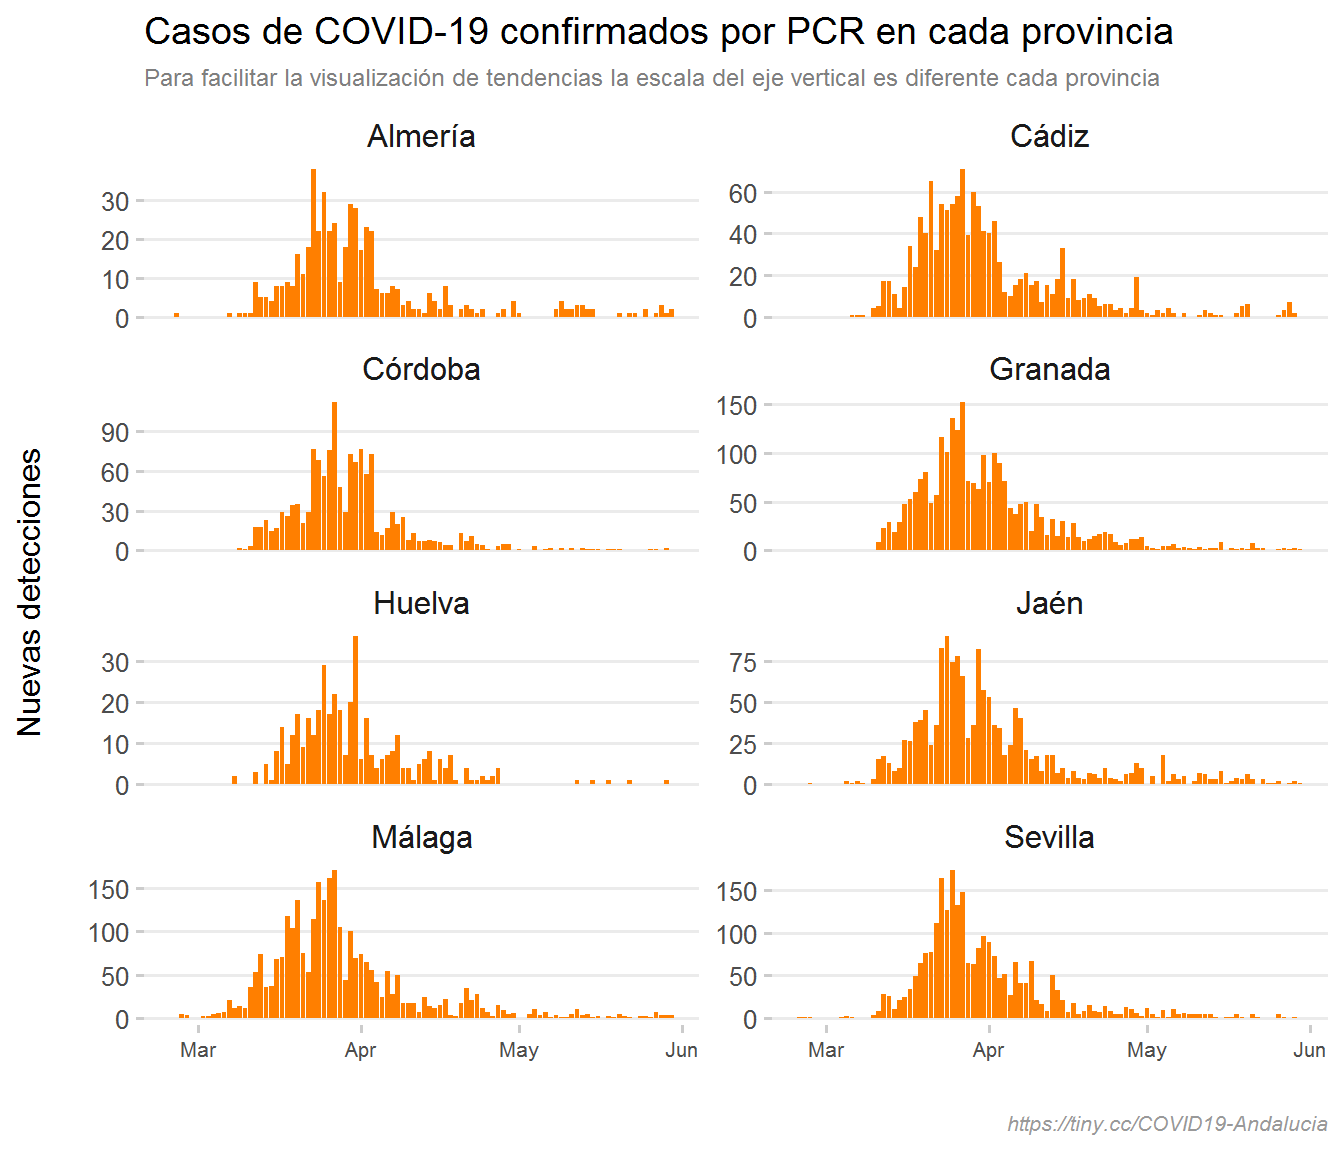 Casos de COVID-19 confirmados por PCR en cada provincia
Para facilitar la visualización de tendencias la escala del eje vertical es diferente cada provincia
Nuevas detecciones
Almería
30
20
10
0
Cádiz
60
40
20
0
Córdoba
90
60
30
0
Granada
150
100
50
0
Huelva
30
20
10
0
Jaén
75
50
25
0
Málaga
150
100
50
0
Mar Apr May Jun
Sevilla
150
100
50
0
Mar Apr May Jun
https://tiny.cc/COVID19-Andalucia